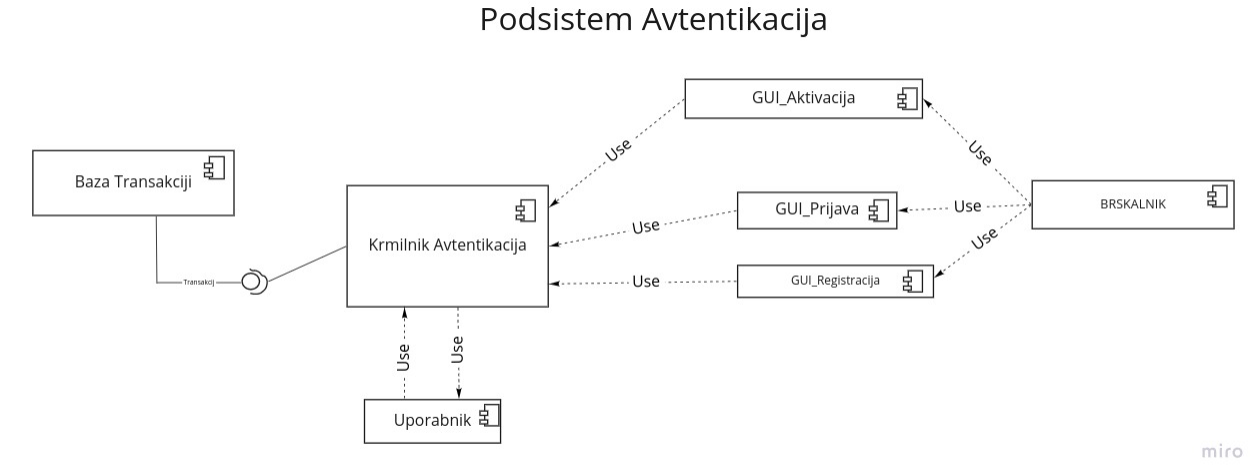 Podsistem Avtentikacija
GUI_Aktivacija
Use
Use
Baza Transakciji
Krmilnik Avtentikacija
GUI_Prijava
BRSKALNIK
Use
Use
Use
Transakcij
Use
GUI_Registracija
Use
Use
Uporabnik
miro